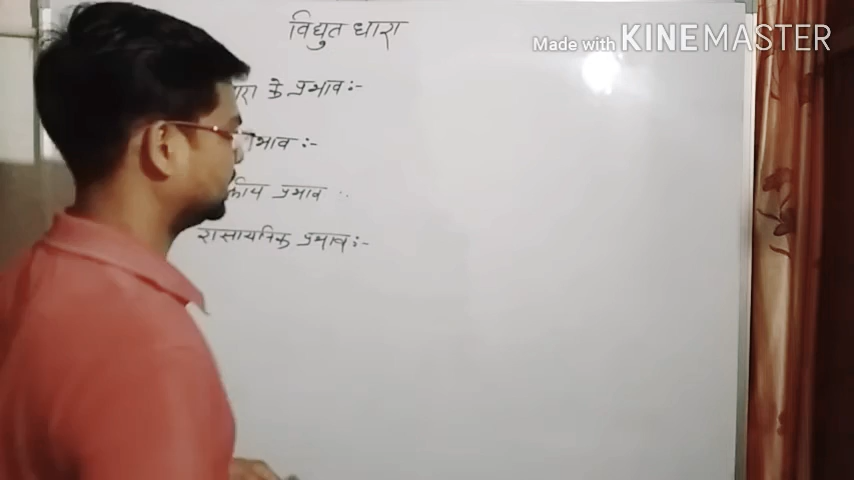 विद्युत धारा
Made with KINEMASTER
के प्रभाव :-
:-
प्रभाव :-
रासायनिक प्रभाव :-